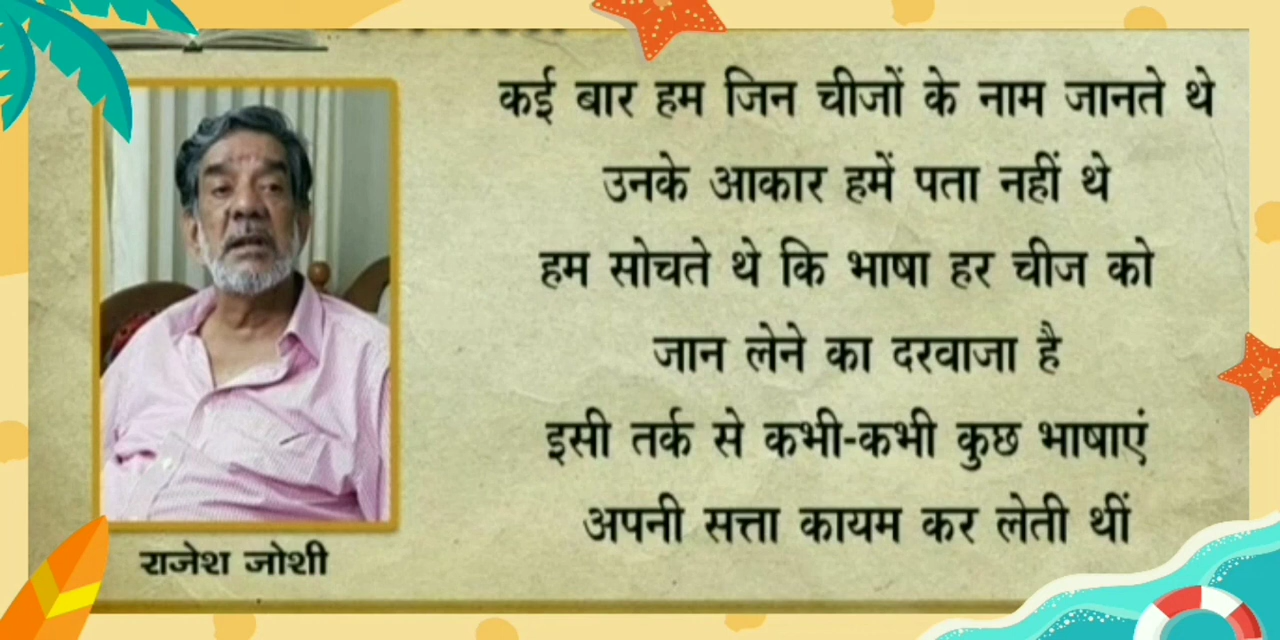 कई बार हम जिन चीजों के नाम जानते थे
उनके आकार हमें पता नहीं थे
हम सोचते थे कि भाषा हर चीज को
जान लेने का दरवाजा है
इसी तर्क से कभी-कभी कुछ भाषाएं
अपनी सत्ता कायम कर लेती थीं
राजेश जोशी